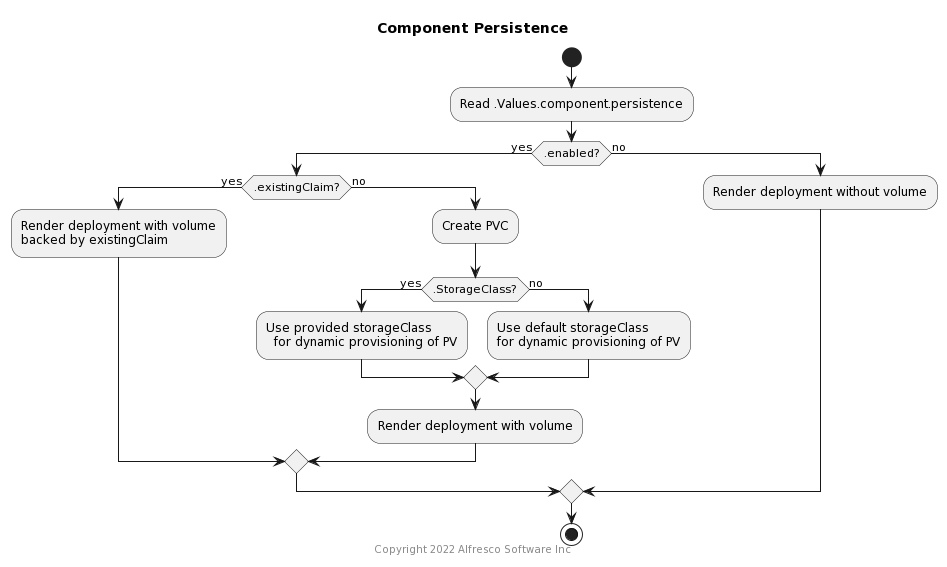 Component Persistence
Read .Values.component.persistence
yes
.enabled?
no
yes
.existingClaim?
no
Render deployment without volume
Render deployment with volume
backed by existingClaim
Create PVC
yes
.StorageClass?
no
Use provided storageClass
for dynamic provisioning of PV
Use default storageClass
for dynamic provisioning of PV
Render deployment with volume
Copyright 2022 Alfresco Software Inc